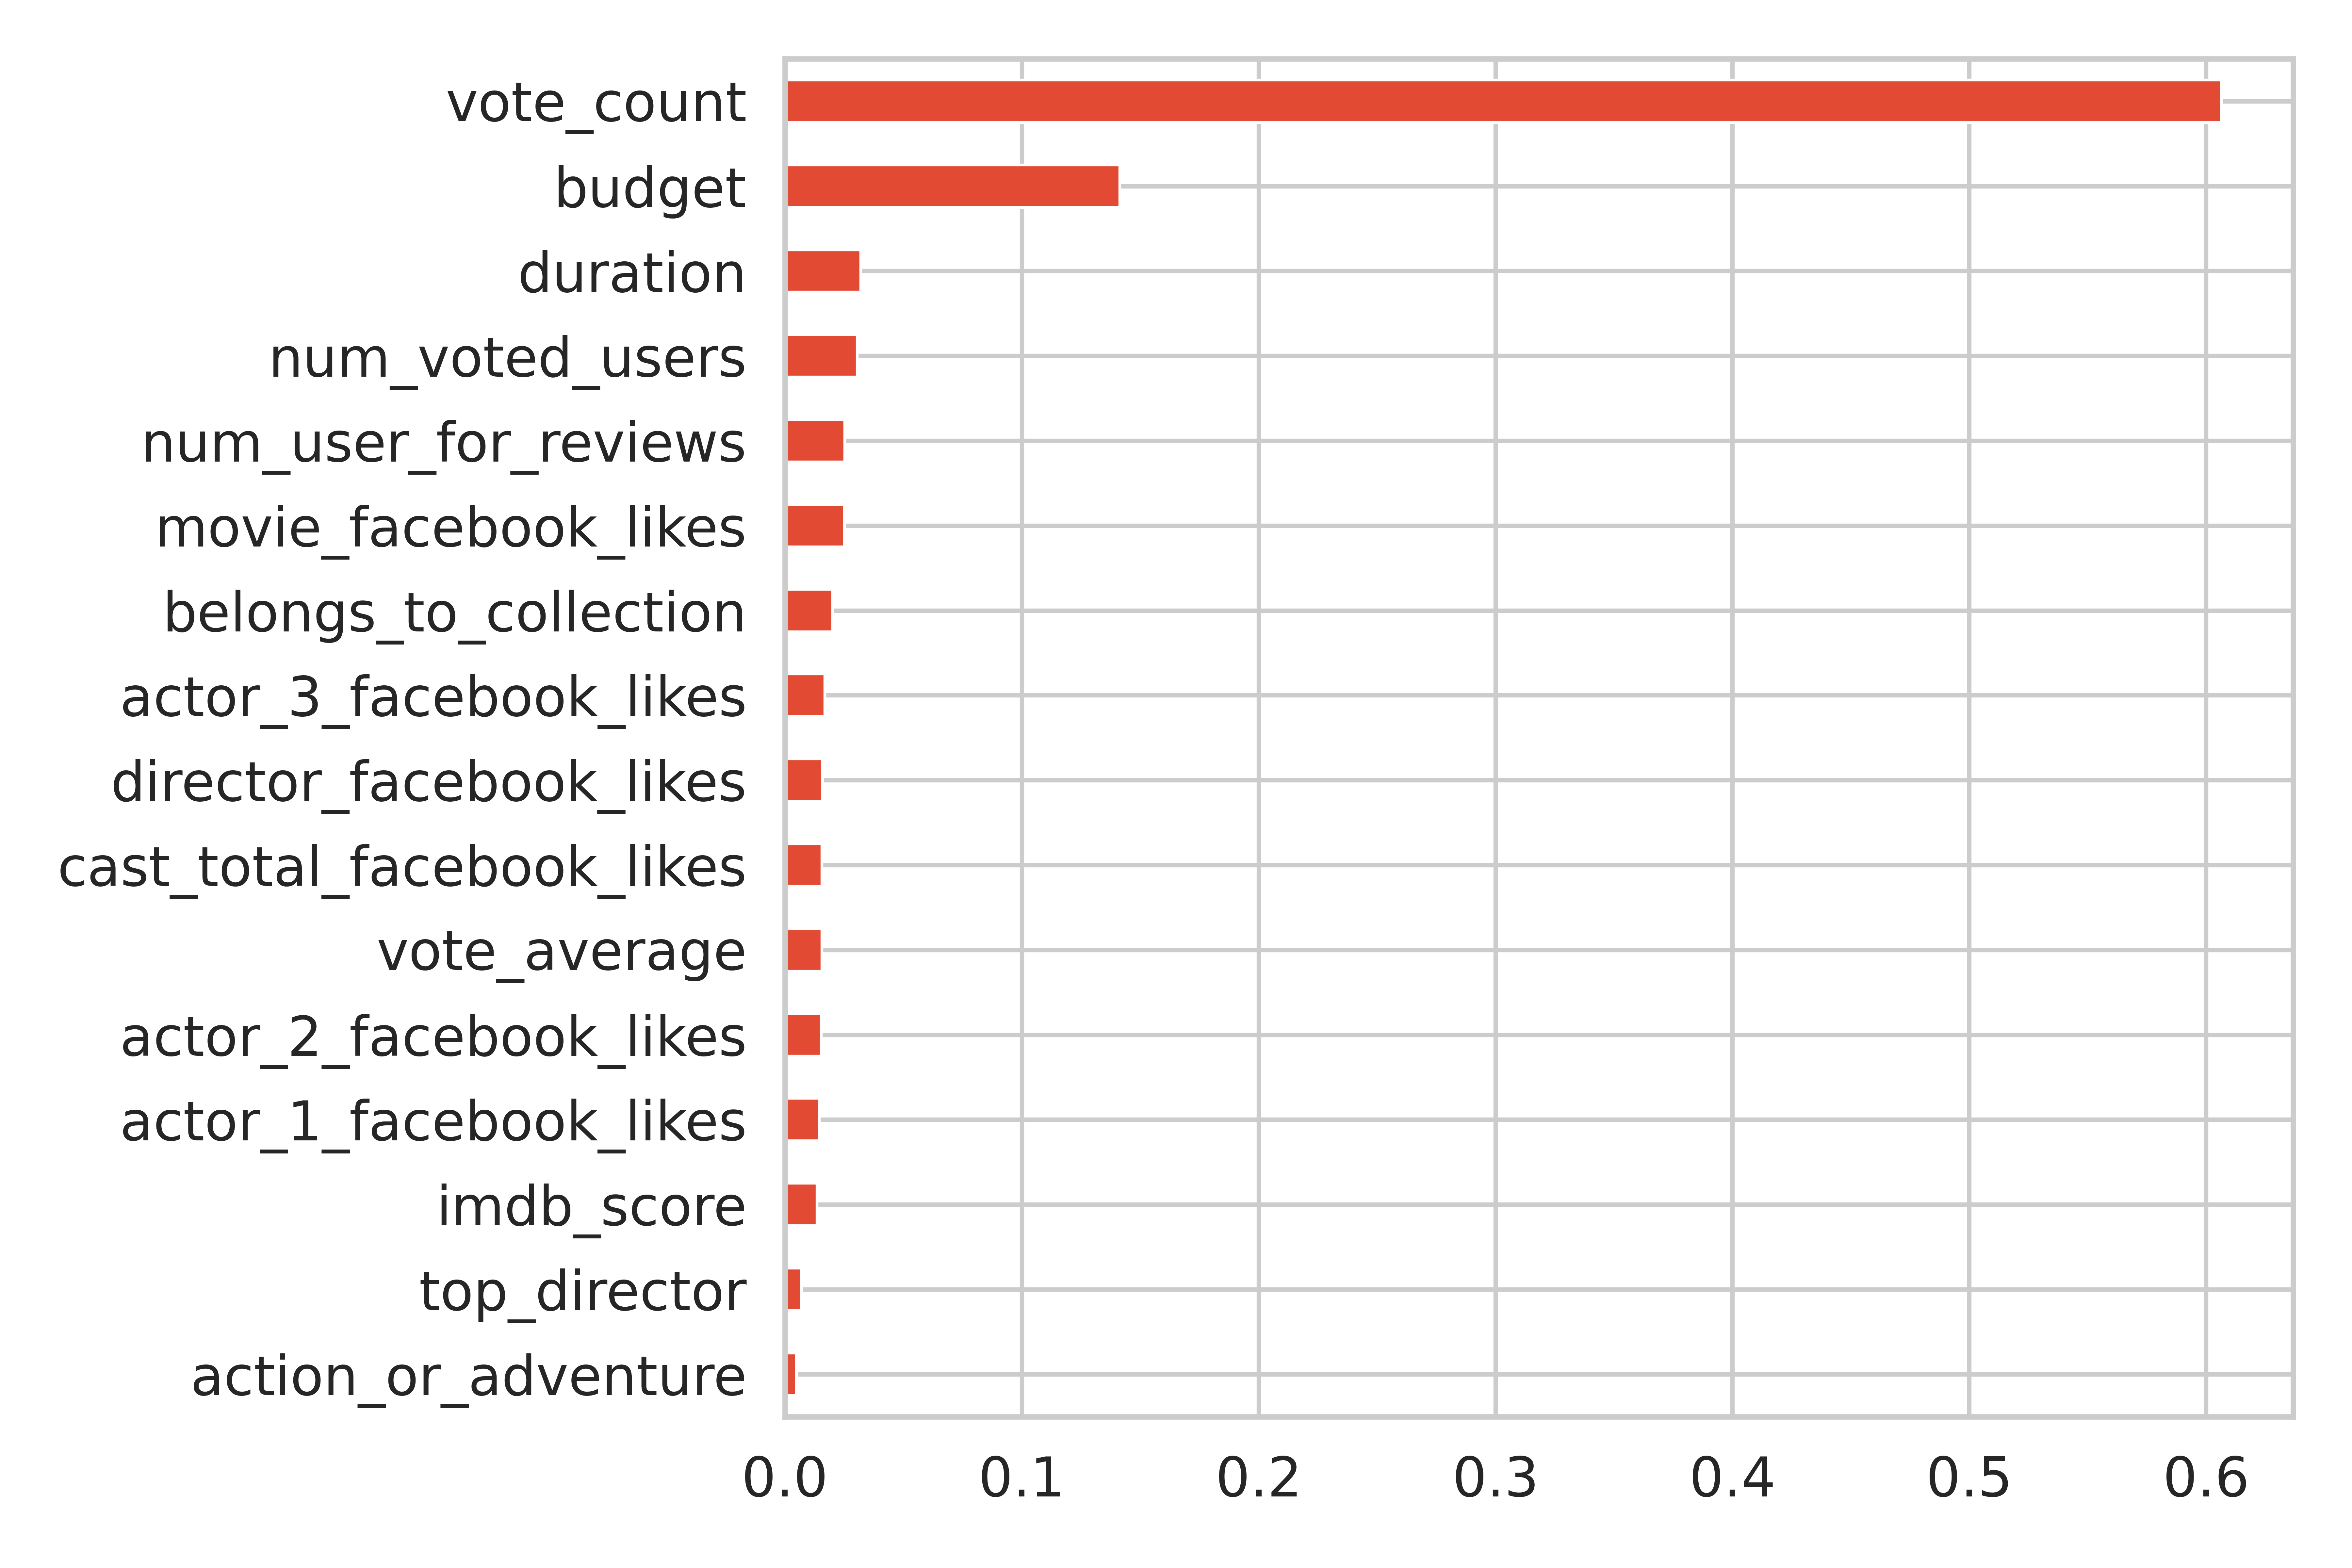 vote_count
budget
duration
num_voted_users
num_user_for_reviews
movie_facebook_likes
belongs_to_collection
actor_3_facebook_likes
director_facebook_likes
cast_total_facebook_likes
vote_average
actor_2_facebook_likes
actor_1_facebook_likes
imdb_score
top_director
action_or_adventure
0.0 0.1 0.2 0.3 0.4 0.5 0.6